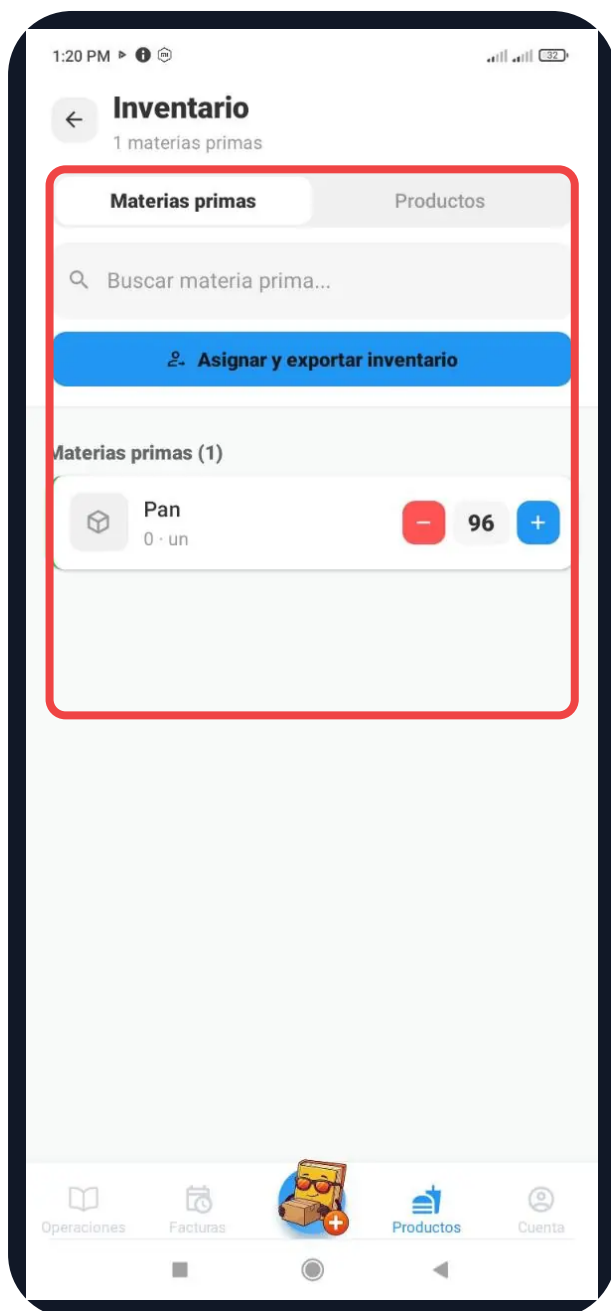 1:20 PM
32
Inventario
1 materias primas
Materias primas
Productos
Buscar materia prima...
Asignar y exportar inventario
Materias primas (1)
Pan
0 · un
96
Operaciones
Facturas
Productos
Cuenta